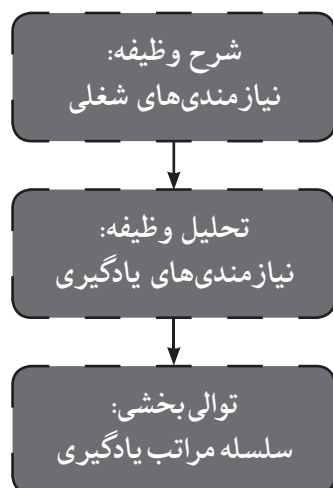 شرح وظیفه:
نیازمندی‌های شغلی
تحلیل وظیفه:
نیازمندی‌های یادگیری
توالی‌بخشی:
سلسله مراتب یادگیری